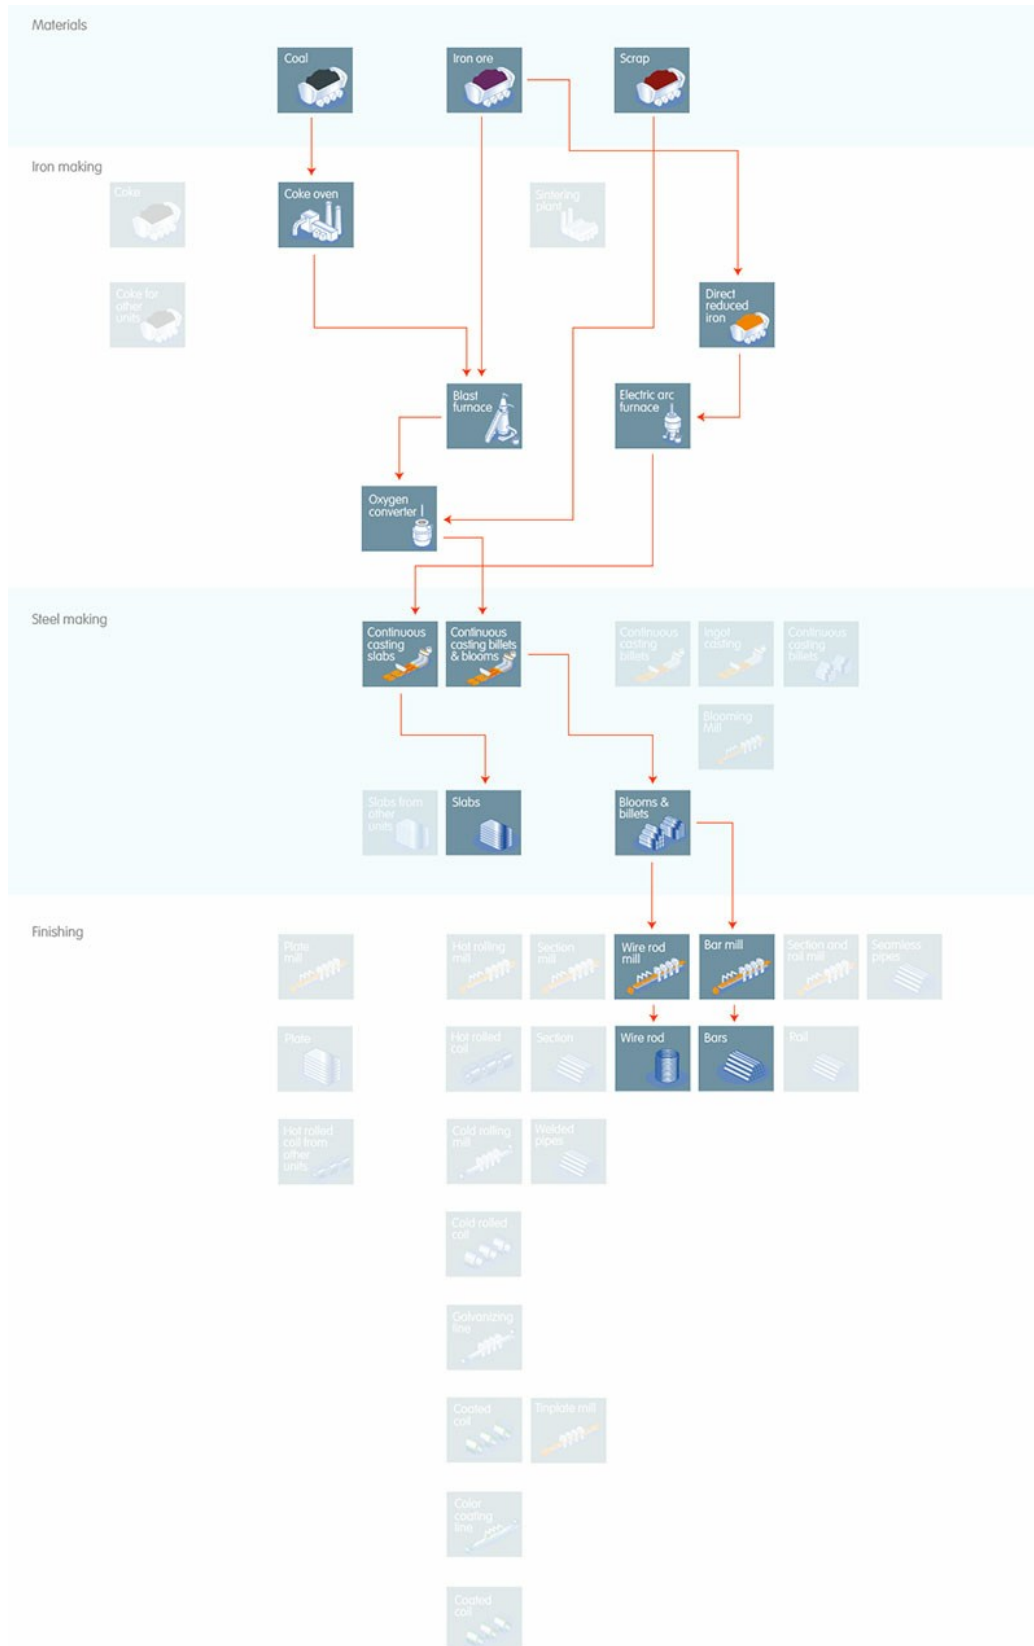 Materials
Coal
Iron ore
Scrap
Iron making
Coke
Coke oven
Sintering
plant
Coke for
other
units
Direct
reduced
iron
Blast
furnace
Electric arc
furnace
Oxygen
converter
Steel making
Continuous
casting
slabs
Continuous
casting billets
& blooms
Continuous
casting
billets
Ingot
casting
Continuous
casting
billets
Blooming
Mill
Slabs from
other
units
Slabs
Blooms &
billets
Finishing
Plate
mill
Hot rolling
mill
Section
mill
Wire rod
mill
Bar mill
Section and
rail mill
Seamless
pipes
Plate
Hot rolled
coil
Section
Wire rod
Bars
Rail
Hot rolled
coil from
other
units
Cold rolling
mill
Welded
pipes
Cold rolled
coil
Galvanizing
line
Coated
coil
Tinplate mill
Color
coating
line
Coated
coil